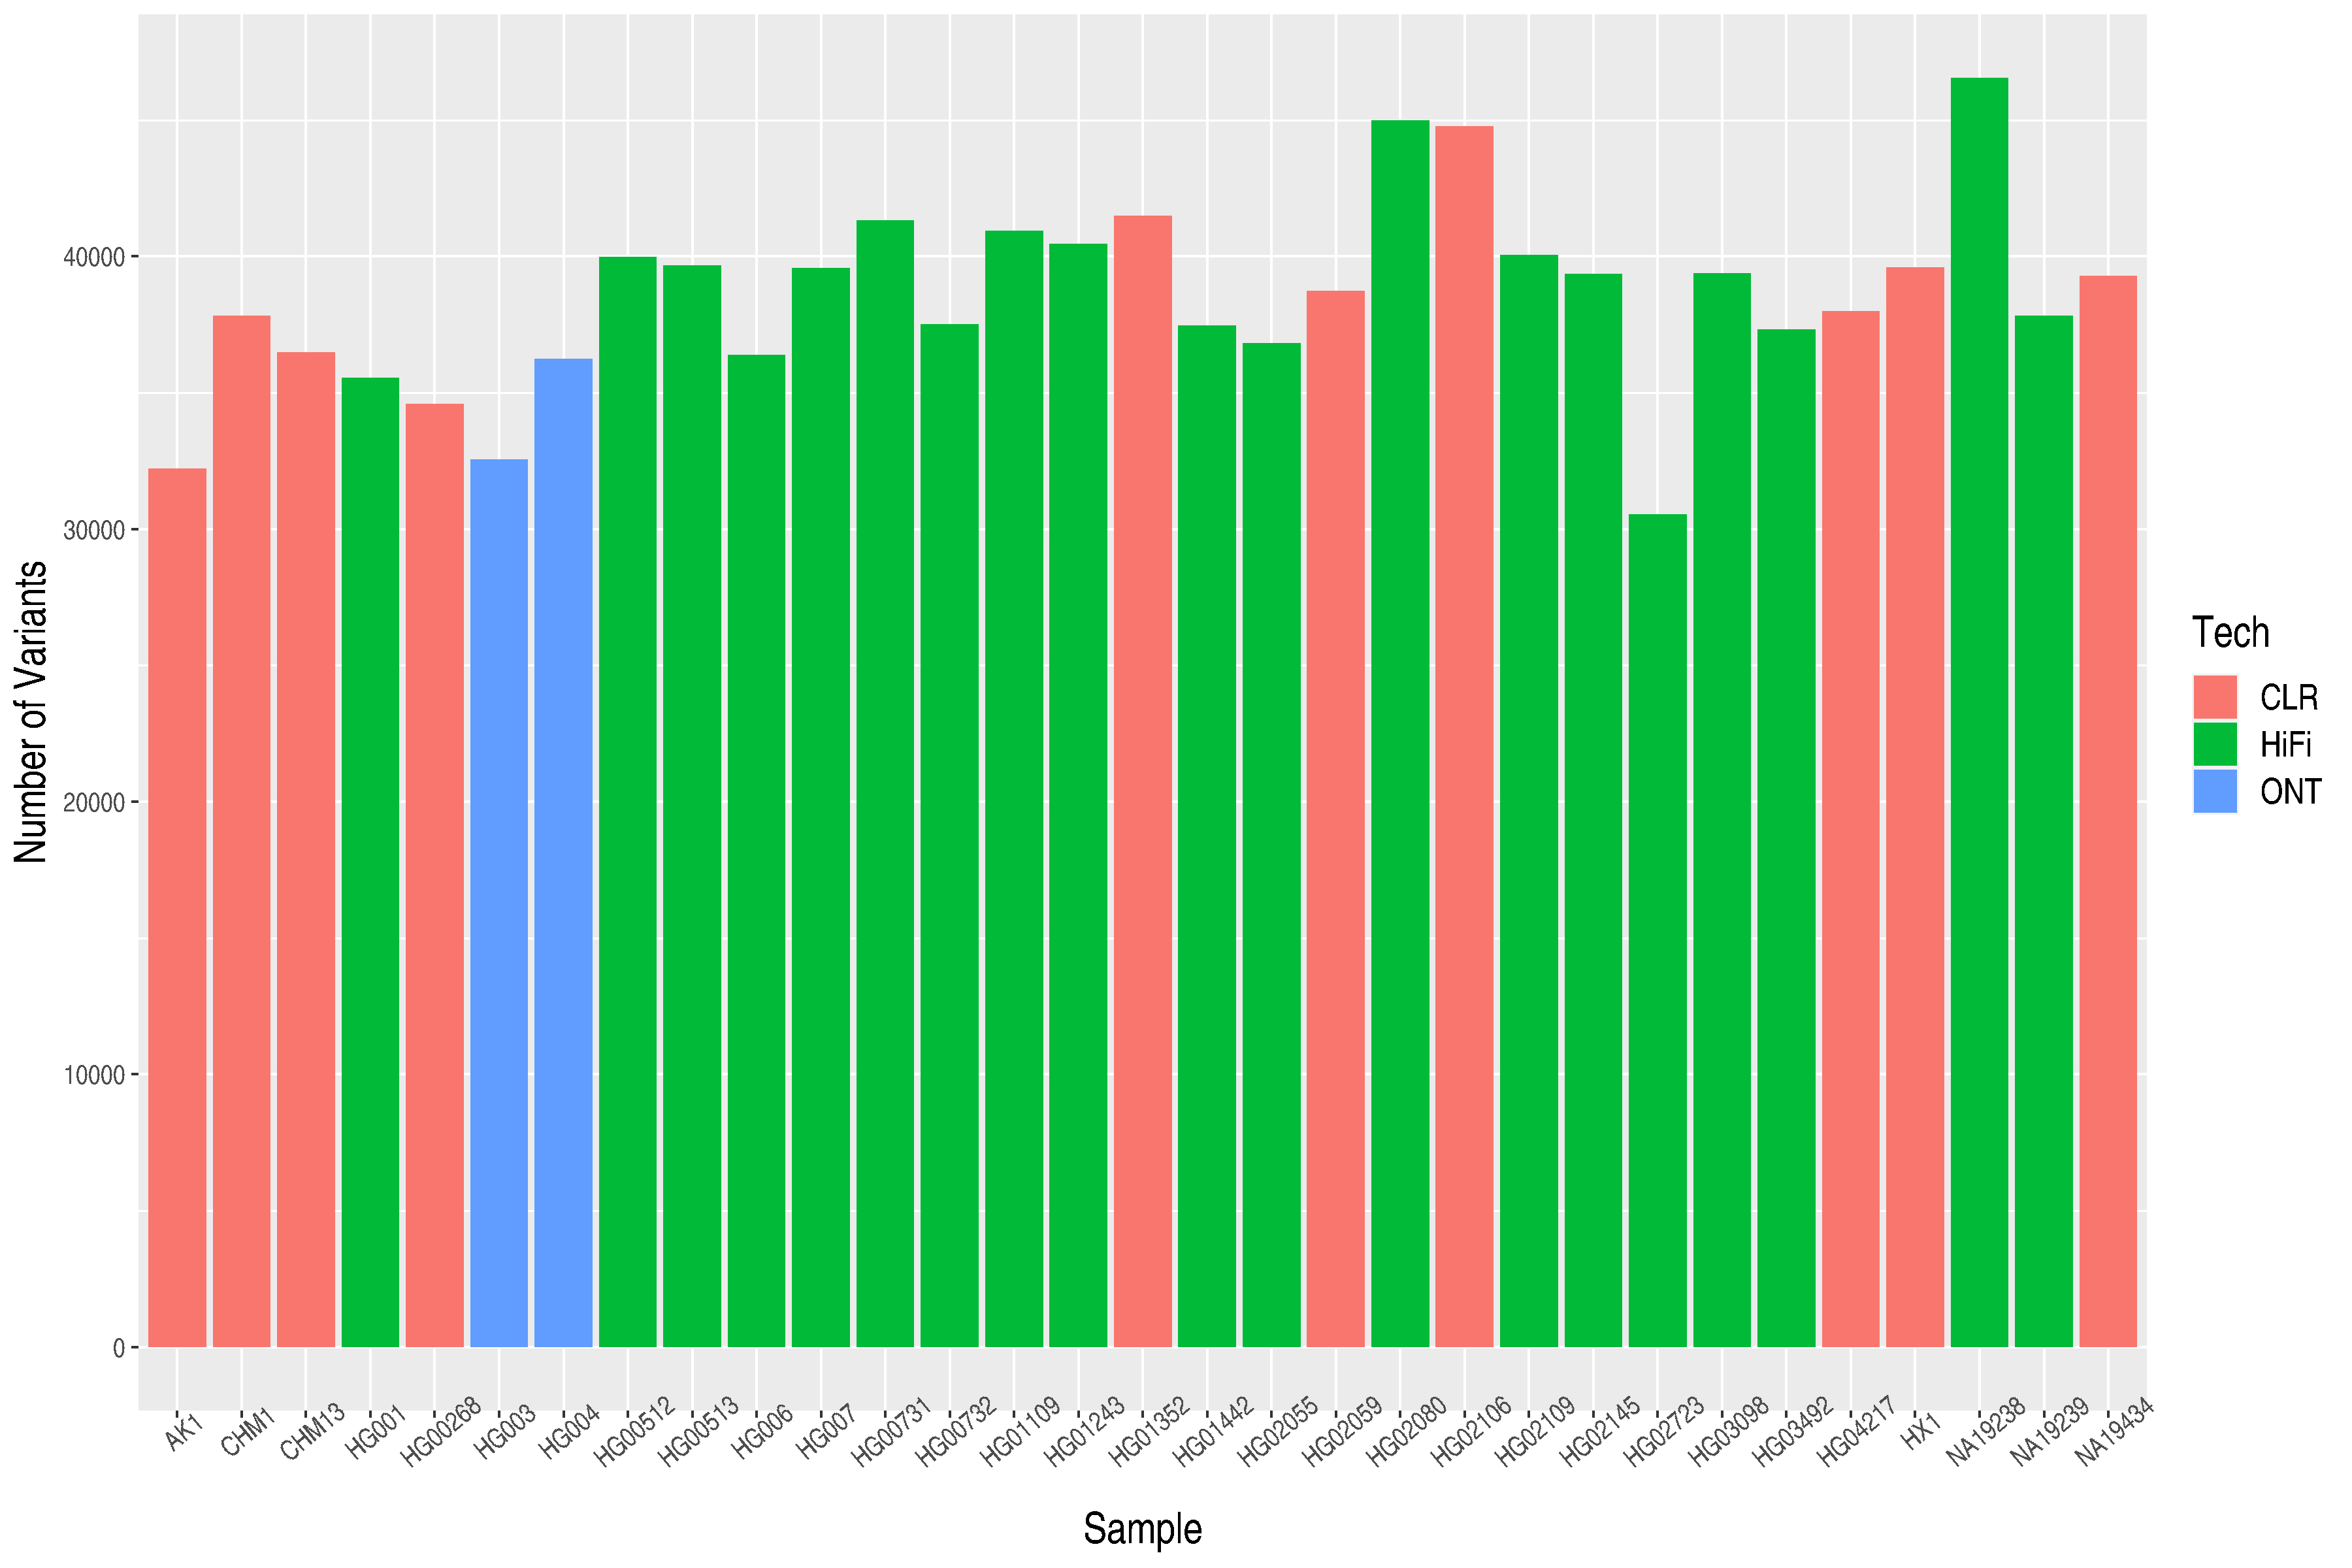 Number of Variants
40000
30000
20000
10000
0
AK1
CHM1
CHM13
HG001
HG00268
HG003
HG004
HG00512
HG00513
HG006
HG007
HG00731
HG00732
HG01109
HG01243
HG01352
HG01442
HG02055
HG02059
HG02080
HG02106
HG02109
HG02145
HG02723
HG03098
HG03492
HG04217
HX1
NA19238
NA19239
NA19434
Sample
Tech
CLR
HiFi
ONT